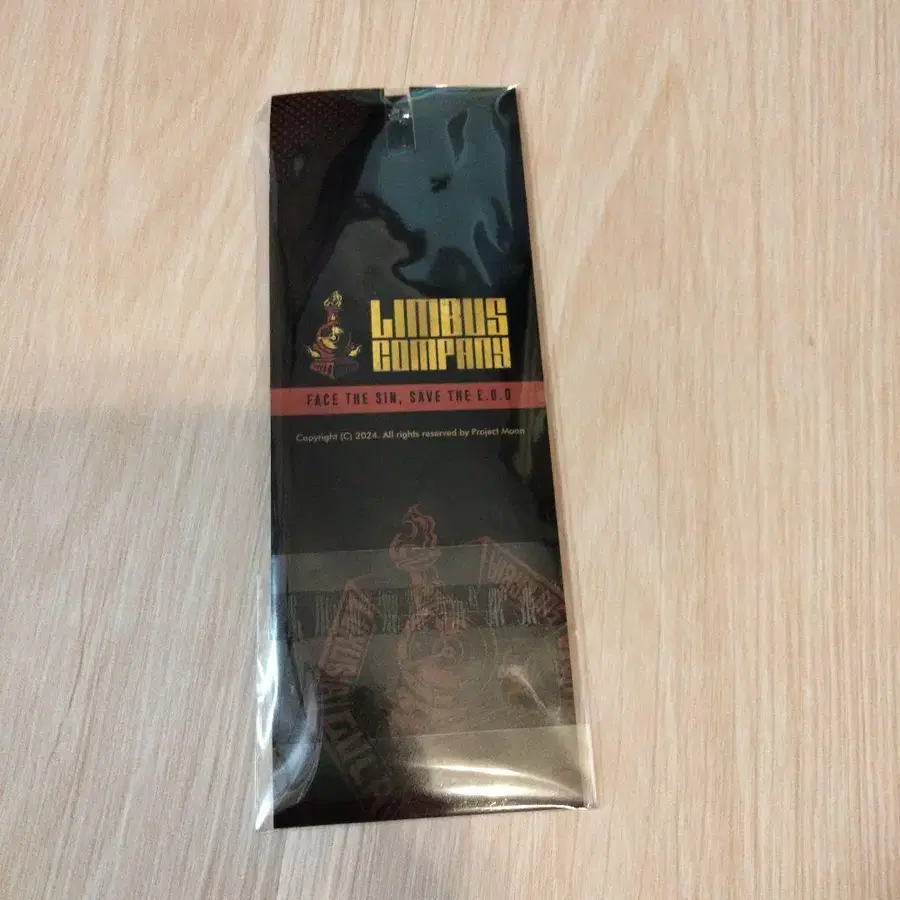 LIMBUS
COMPANY
FACE THE SIN, SAVE THE E.G.O
Copyright (C) 2024. All rights reserved by Project Moon